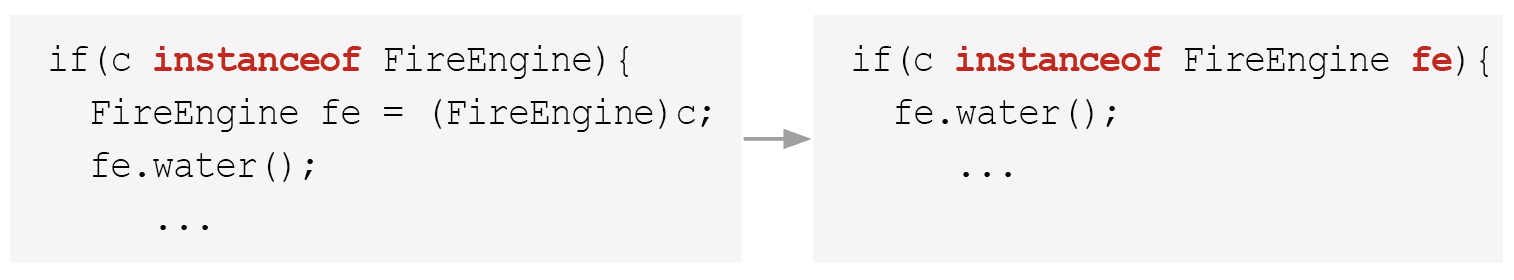 if(c instanceof FireEngine){
FireEngine fe = (FireEngine)c;
fe.water();
...
if(c instanceof FireEngine fe){
fe.water();
...